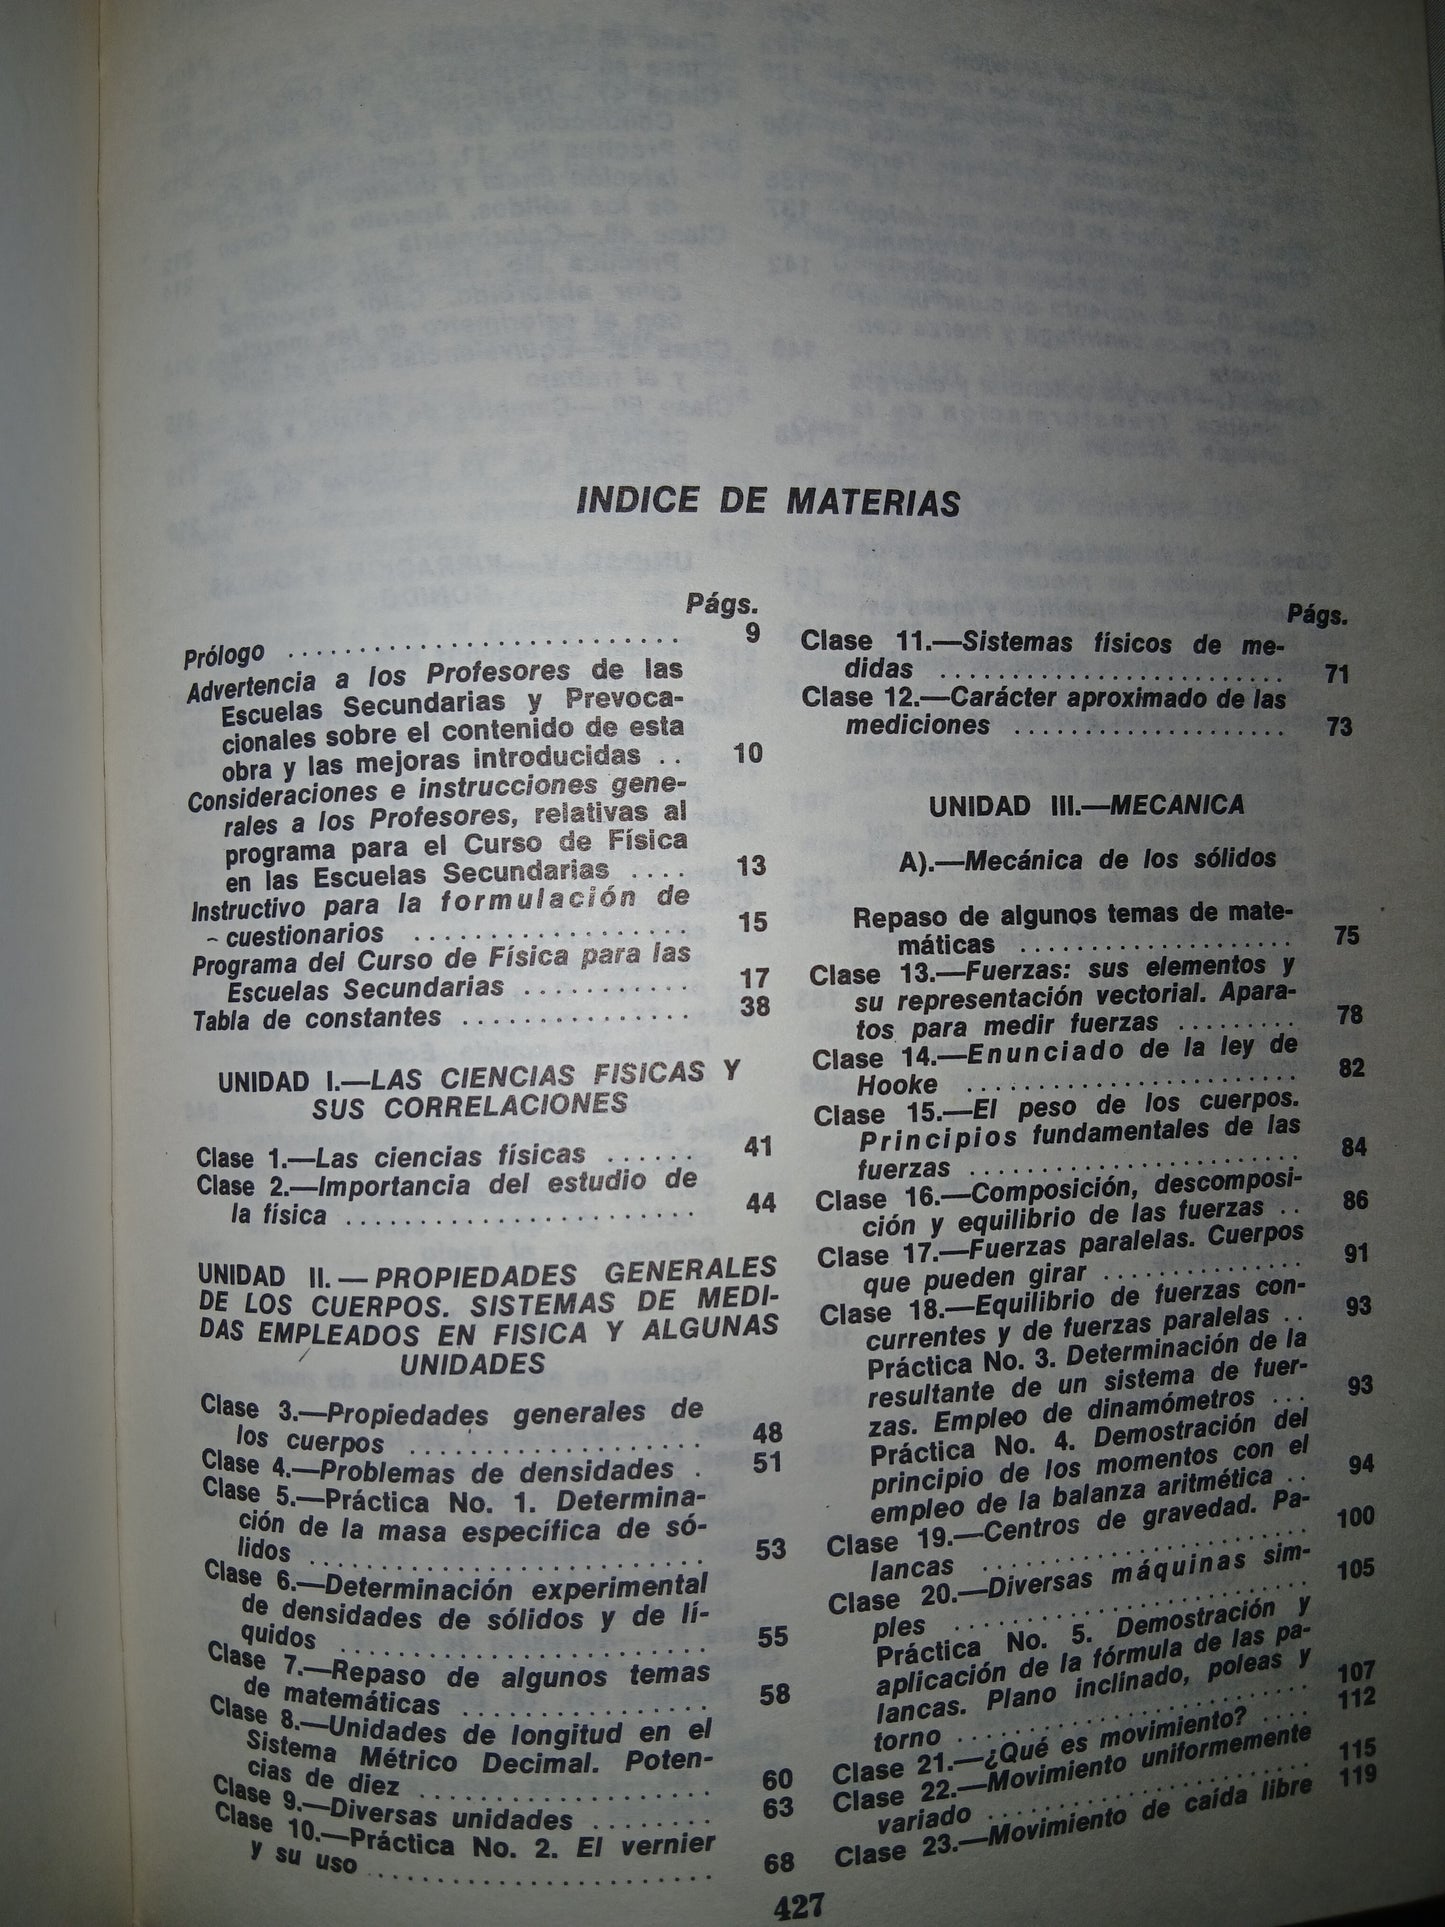 INDICE DE MATERIAS
Págs.
Prólogo ............................ 9
Advertencia a los Profesores de las
Escuelas Secundarias y Prevoca-
cionales sobre el contenido de esta
obra y las mejoras introducidas .. 10
Consideraciones e instrucciones gene-
rales a los Profesores, relativas al
programa para el Curso de Física
en las Escuelas Secundarias .... 13
Instructivo para la formulación de
cuestionarios .................... 15
Programa del Curso de Física para las
Escuelas Secundarias ............ 17
Tabla de constantes ................ 38
UNIDAD I.—LAS CIENCIAS FISICAS Y
SUS CORRELACIONES
Clase 1.—Las ciencias físicas ...... 41
Clase 2.—Importancia del estudio de
la física ......................... 44
UNIDAD II.—PROPIEDADES GENERALES
DE LOS CUERPOS. SISTEMAS DE MEDI-
DAS EMPLEADOS EN FISICA Y ALGUNAS
UNIDADES
Clase 3.—Propiedades generales de
los cuerpos ..................... 48
Clase 4.—Problemas de densidades . 51
Clase 5.—Práctica No. 1. Determina-
ción de la masa específica de só-
lidos ............................ 53
Clase 6.—Determinación experimental
de densidades de sólidos y de lí-
quidos .......................... 55
Clase 7.—Repaso de algunos temas
de matemáticas ................. 58
Clase 8.—Unidades de longitud en el
Sistema Métrico Decimal. Poten-
cias de diez ..................... 60
Clase 9.—Diversas unidades ........ 63
Clase 10.—Práctica No. 2. El vernier
y su uso ........................ 68
Págs.
Clase 11.—Sistemas físicos de me-
didas .......................... 71
Clase 12.—Carácter aproximado de las
mediciones .................... 73
UNIDAD III.—MECANICA
A).—Mecánica de los sólidos
Repaso de algunos temas de mate-
máticas ..................... 75
Clase 13.—Fuerzas: sus elementos y
su representación vectorial. Apara-
tos para medir fuerzas ......... 78
Clase 14.—Enunciado de la ley de
Hooke ........................ 82
Clase 15.—El peso de los cuerpos.
Principios fundamentales de las
fuerzas ........................ 84
Clase 16.—Composición, descomposi-
ción y equilibrio de las fuerzas .. 86
Clase 17.—Fuerzas paralelas. Cuerpos
que pueden girar ............... 91
Clase 18.—Equilibrio de fuerzas con-
currentes y de fuerzas paralelas .. 93
Práctica No. 3. Determinación de la
resultante de un sistema de fuer-
zas. Empleo de dinamómetros ... 93
Práctica No. 4. Demostración del
principio de los momentos con el
empleo de la balanza aritmética .. 94
Clase 19.—Centros de gravedad. Pa-
lancas ........................ 100
Clase 20.—Diversas máquinas sim-
ples .......................... 105
Práctica No. 5. Demostración y
aplicación de la fórmula de las pa-
lancas. Plano inclinado, poleas y
torno ........................ 107
Clase 21.—¿Qué es movimiento? .... 112
Clase 22.—Movimiento uniformemente
variado ........................ 115
Clase 23.—Movimiento de caída libre 119
427